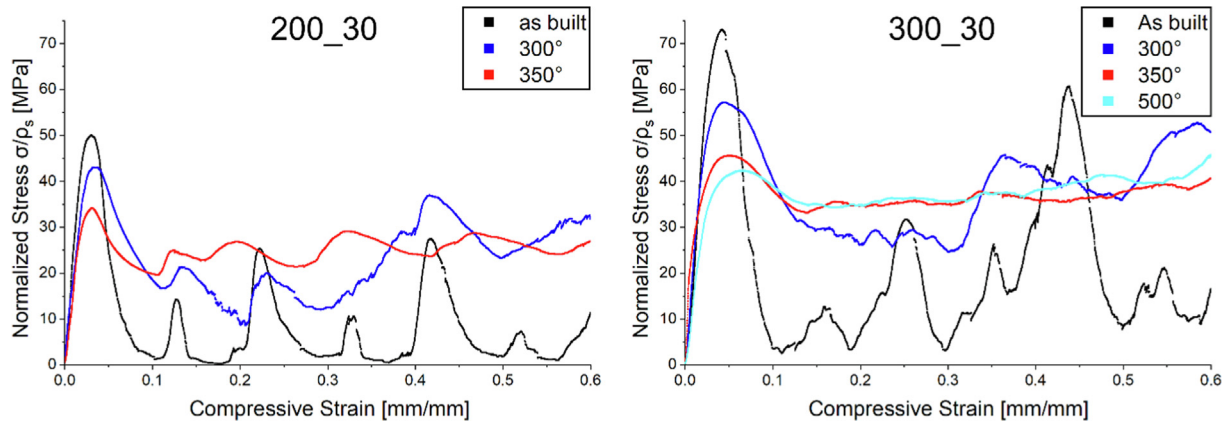 200_30
as built
300°
350°
Normalized Stress σ/ρs [MPa]
70
60
50
40
30
20
10
0
0.0 0.1 0.2 0.3 0.4 0.5 0.6
Compressive Strain [mm/mm]
300_30
As built
300°
350°
500°
Normalized Stress σ/ρs [MPa]
70
60
50
40
30
20
10
0
0.0 0.1 0.2 0.3 0.4 0.5 0.6
Compressive Strain [mm/mm]